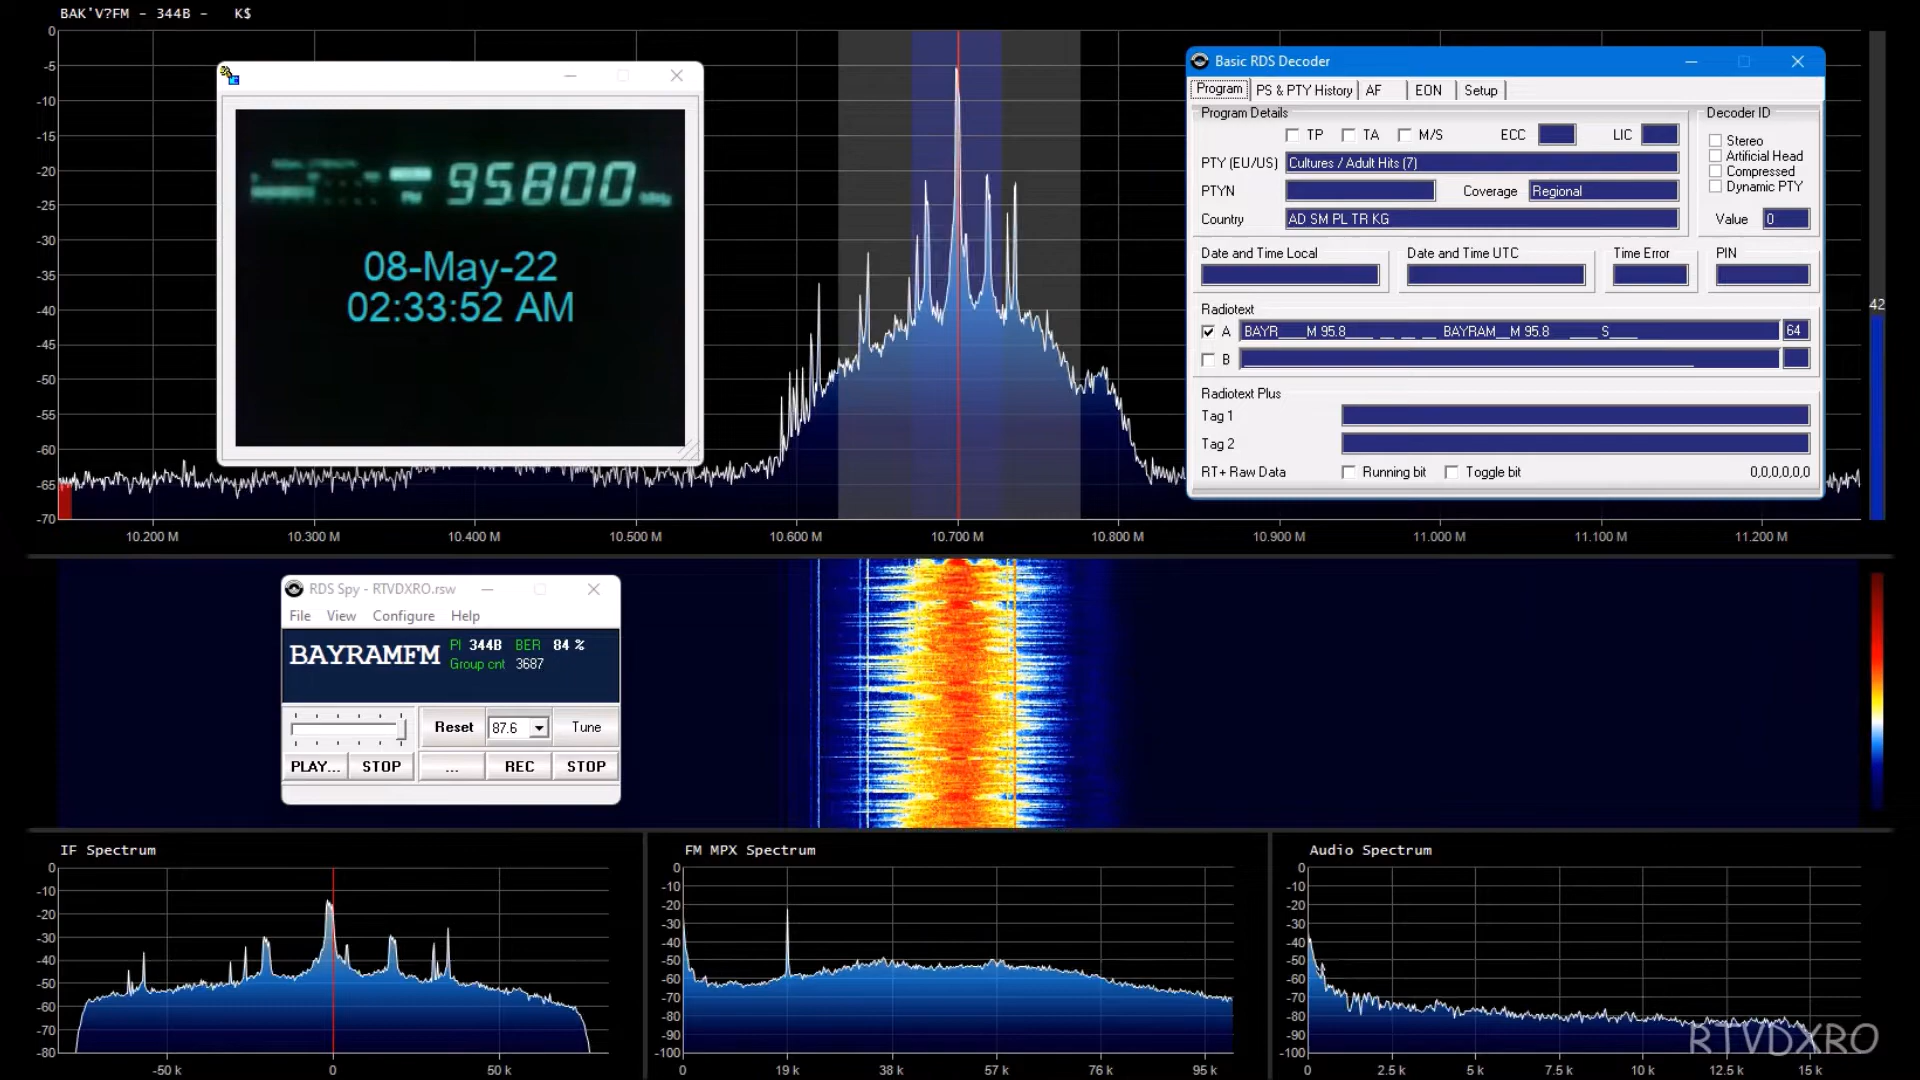 BAK'V?FM - 344B - K$
0
-5
-10
-15
-20
-25
-30
-35
-40
-45
-50
-55
-60
-65
-70
10.200 M 10.300 M 10.400 M 10.500 M 10.600 M 10.700 M 10.800 M 10.900 M 11.000 M 11.100 M 11.200 M
42
95800 MHz
08-May-22
02:33:52 AM
Basic RDS Decoder
Program PS & PTY History AF EON Setup
Program Details
TP TA M/S ECC LIC
PTY (EU/US) Cultures / Adult Hits (7)
PTYN Coverage Regional
Country AD SM PL TR KG
Decoder ID
Stereo
Artificial Head
Compressed
Dynamic PTY
Value 0
Date and Time Local Date and Time UTC Time Error PIN
Radiotext
A BAYR____M 95.8____ __ __ __ BAYRAM__M 95.8 ____ S____ 64
B
Radiotext Plus
Tag 1
Tag 2
RT+ Raw Data Running bit Toggle bit 0,0,0,0,0,0
RDS Spy - RTVDXRO.rsw
File View Configure Help
BAYRAMFM PI 344B BER 84 %
Group cnt 3687
Reset 87.6 Tune
PLAY... STOP ... REC STOP
IF Spectrum
0
-10
-20
-30
-40
-50
-60
-70
-80
-50 k 0 50 k
FM MPX Spectrum
0
-10
-20
-30
-40
-50
-60
-70
-80
-90
-100
0 19 k 38 k 57 k 76 k 95 k
Audio Spectrum
0
-10
-20
-30
-40
-50
-60
-70
-80
-90
-100
0 2.5 k 5 k 7.5 k 10 k 12.5 k 15 k
RTVDXRO